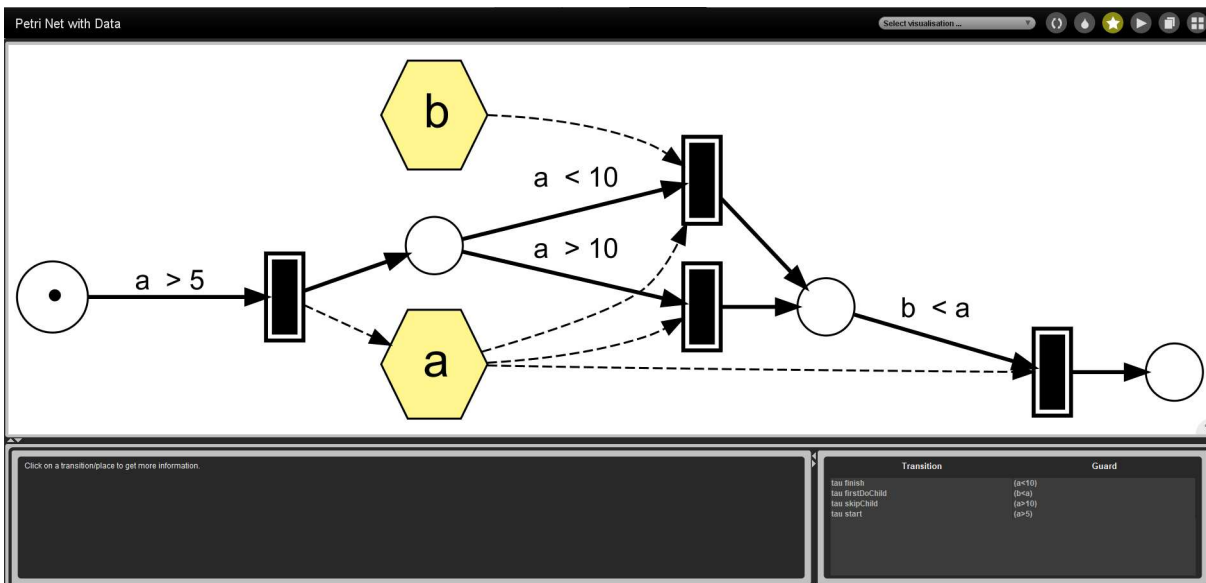 Petri Net with Data
Select visualisation ...
b
a < 10
a > 10
a > 5
b < a
a
Click on a transition/place to get more information.
Transition Guard
tau finish (a<10)
tau firstDoChild (b<a)
tau skipChild (a>10)
tau start (a>5)